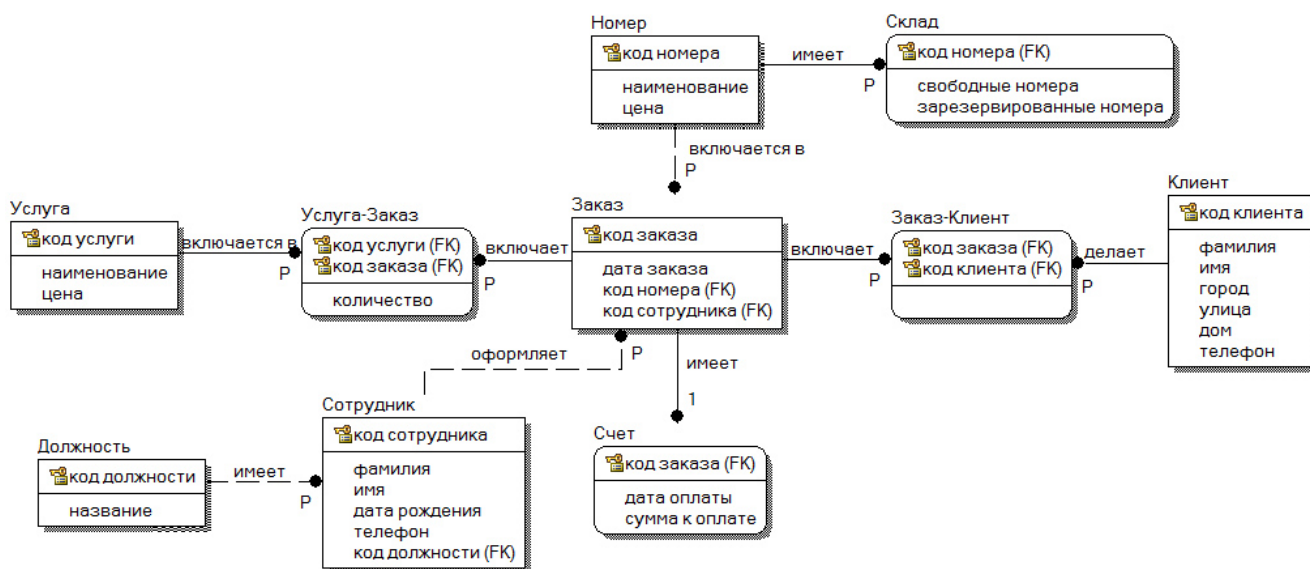 Номер
код номера
наименование
цена
имеет
P
Склад
код номера (FK)
свободные номера
зарезервированные номера
включается в
P
Услуга
код услуги
наименование
цена
включается в
P
Услуга-Заказ
код услуги (FK)
код заказа (FK)
количество
включает
P
Заказ
код заказа
дата заказа
код номера (FK)
код сотрудника (FK)
включает
P
Заказ-Клиент
код заказа (FK)
код клиента (FK)
делает
P
Клиент
код клиента
фамилия
имя
город
улица
дом
телефон
оформляет
P
имеет
1
Должность
код должности
название
имеет
P
Сотрудник
код сотрудника
фамилия
имя
дата рождения
телефон
код должности (FK)
Счет
код заказа (FK)
дата оплаты
сумма к оплате